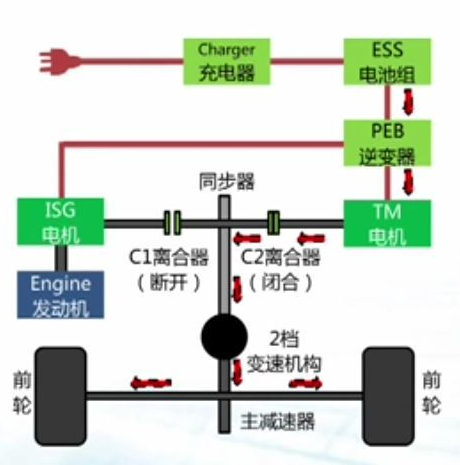 Charger
充电器
ESS
电池组
PEB
逆变器
同步器
ISG
电机
TM
电机
C1离合器
（断开）
C2离合器
（闭合）
Engine
发动机
2档
变速机构
前
轮
前
轮
主减速器